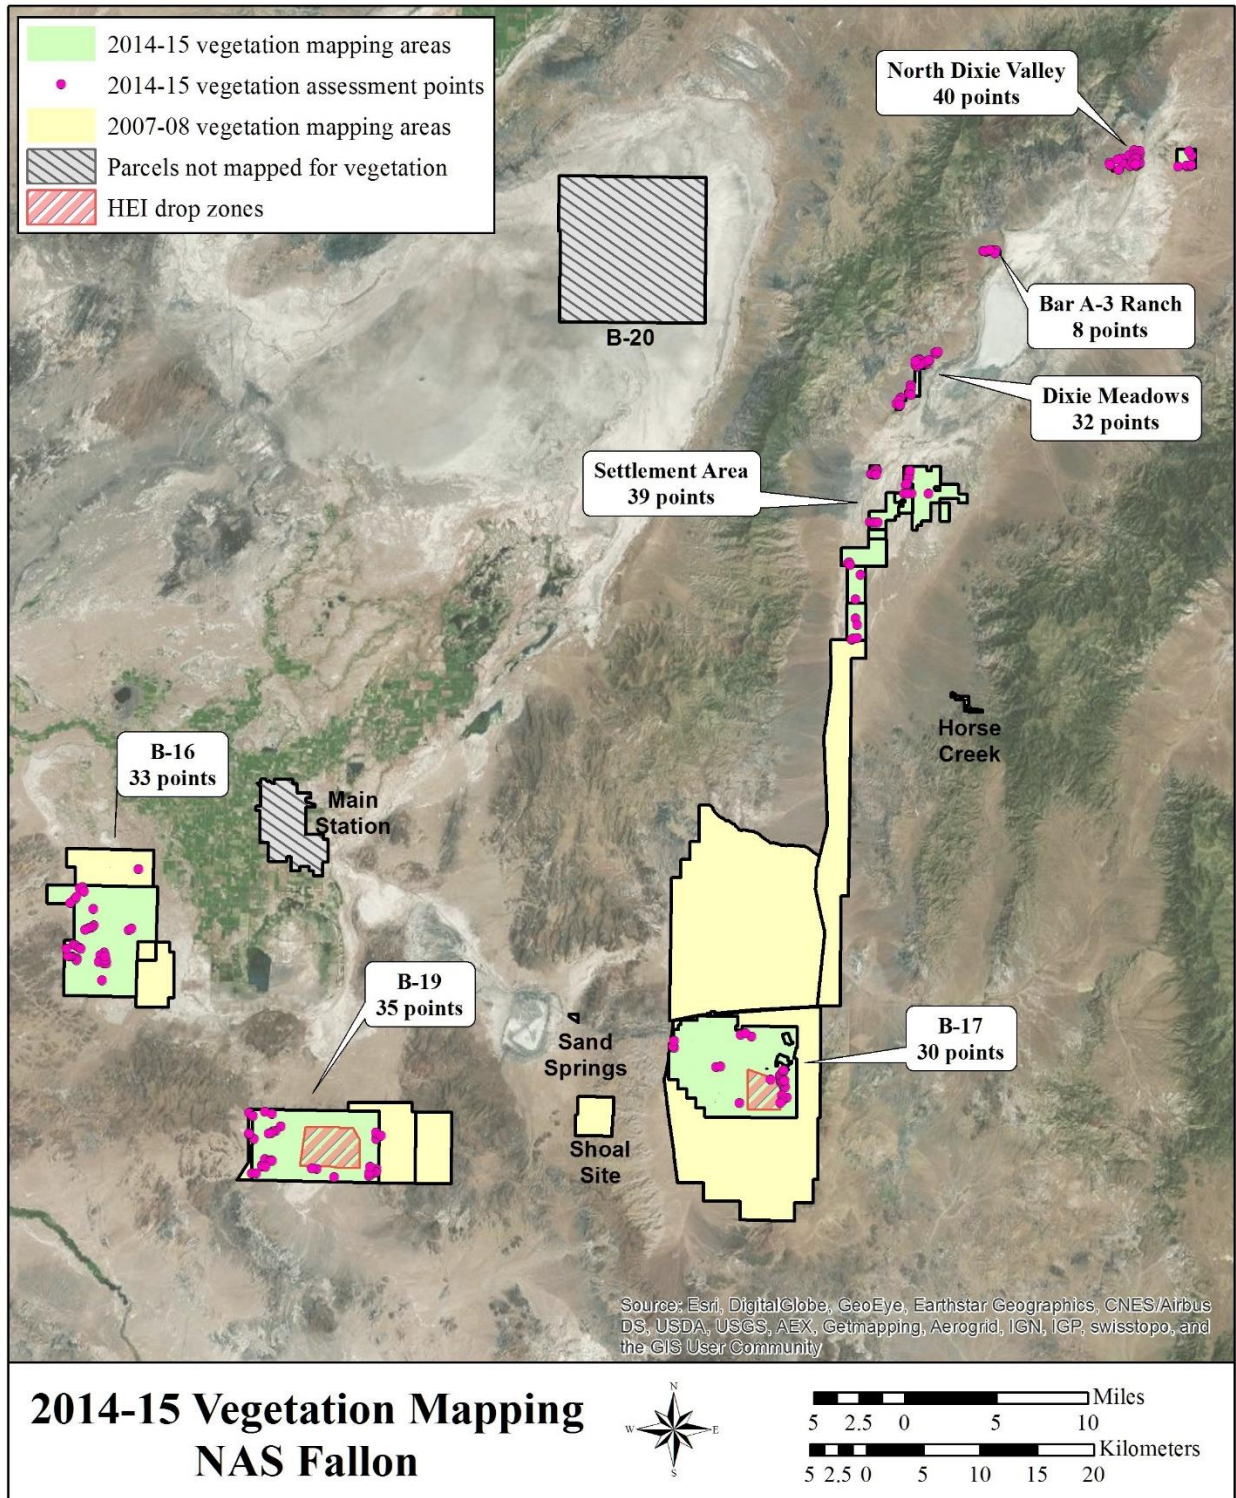 2014-15 vegetation mapping areas
2014-15 vegetation assessment points
2007-08 vegetation mapping areas
Parcels not mapped for vegetation
HEI drop zones
North Dixie Valley
40 points
B-20
Bar A-3 Ranch
8 points
Dixie Meadows
32 points
Settlement Area
39 points
Horse
Creek
B-16
33 points
Main
Station
B-19
35 points
Sand
Springs
B-17
30 points
Shoal
Site
Source: Esri, DigitalGlobe, GeoEye, Earthstar Geographics, CNES/Airbus
DS, USDA, USGS, AEX, Getmapping, Aerogrid, IGN, IGP, swisstopo, and
the GIS User Community
2014-15 Vegetation Mapping
NAS Fallon
N
W
E
S
Miles
5 2.5 0 5 10
Kilometers
5 2.5 0 5 10 15 20